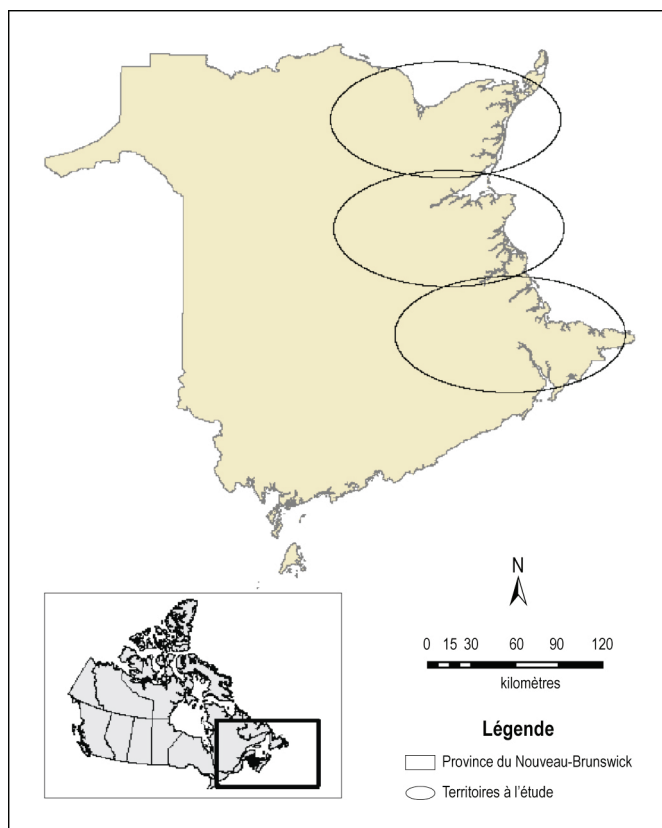 N
0 15 30 60 90 120
kilomètres
Légende
Province du Nouveau-Brunswick
Territoires à l'étude